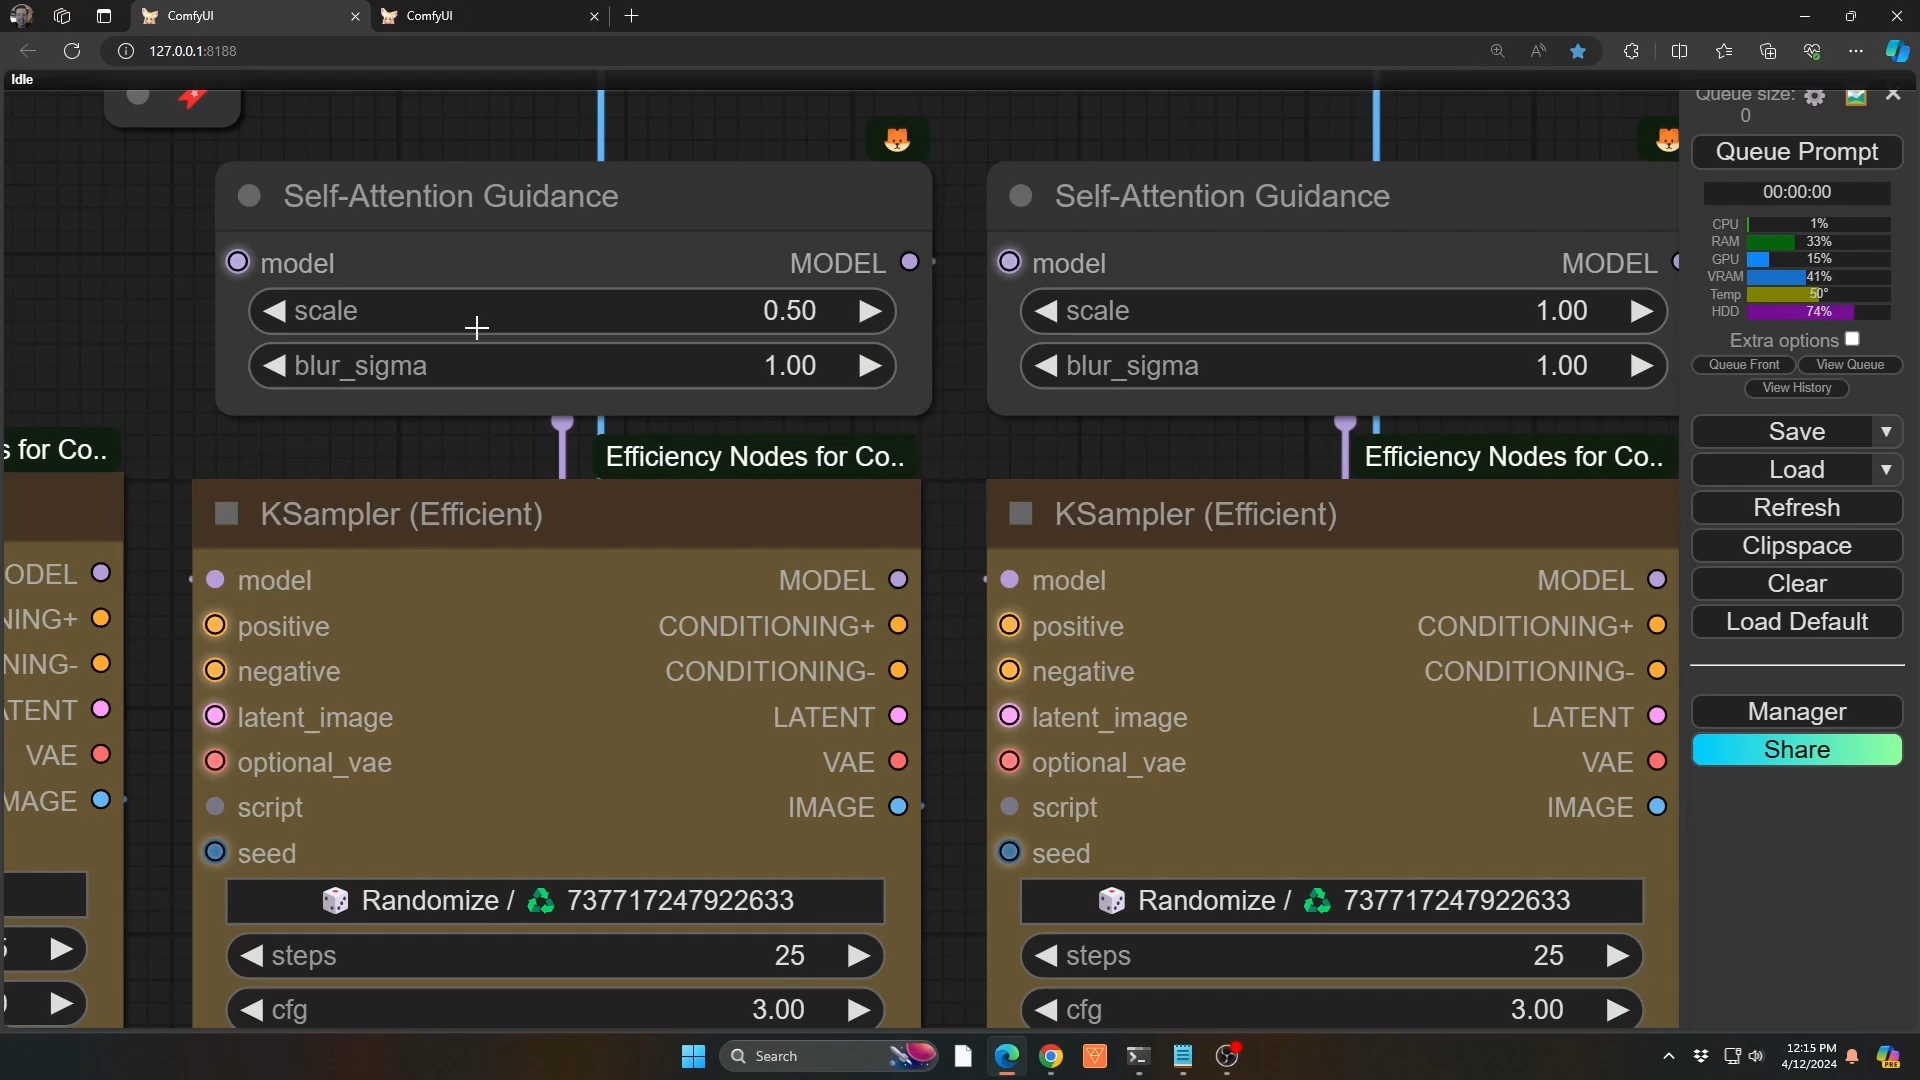 ComfyUI
ComfyUI
127.0.0.1:8188
Idle
Queue size:
0
Queue Prompt
00:00:00
CPU 1%
RAM 33%
GPU 15%
VRAM 41%
Temp 50°
HDD 74%
Extra options
Queue Front View Queue
View History
Save
Load
Refresh
Clipspace
Clear
Load Default
Manager
Share
Self-Attention Guidance
model MODEL
scale 0.50
blur_sigma 1.00
Self-Attention Guidance
model MODEL
scale 1.00
blur_sigma 1.00
s for Co..
ODEL
NING+
NING-
ATENT
VAE
MAGE
Efficiency Nodes for Co..
KSampler (Efficient)
model MODEL
positive CONDITIONING+
negative CONDITIONING-
latent_image LATENT
optional_vae VAE
script IMAGE
seed
Randomize / 737717247922633
steps 25
cfg 3.00
Efficiency Nodes for Co..
KSampler (Efficient)
model MODEL
positive CONDITIONING+
negative CONDITIONING-
latent_image LATENT
optional_vae VAE
script IMAGE
seed
Randomize / 737717247922633
steps 25
cfg 3.00
Search
12:15 PM
4/12/2024
PRE